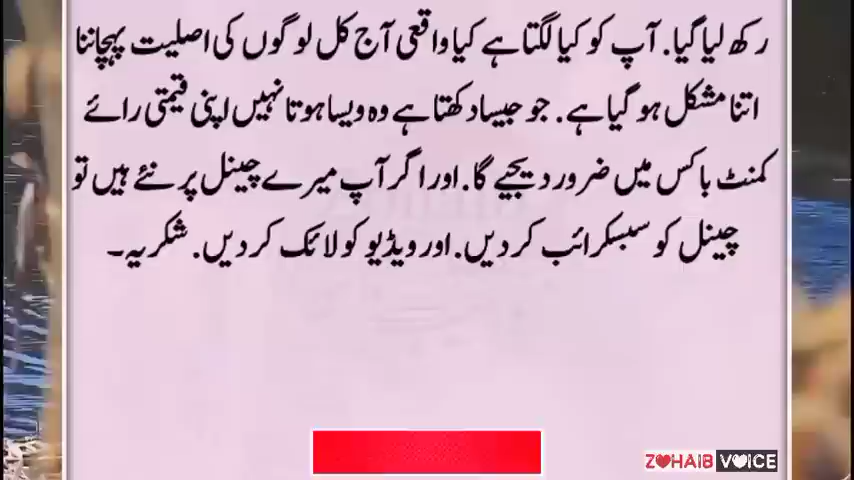 رکھ لیا گیا. آپ کو کیا لگتا ہے کیا واقعی آج کل لوگوں کی اصلیت پہچاننا
اتنا مشکل ہو گیا ہے. جو جیسا دکھتا ہے وہ ویسا ہوتا نہیں اپنی قیمتی رائے
کمنٹ باکس میں ضرور دیجیے گا. اور اگر آپ میرے چینل پر نئے ہیں تو
چینل کو سبسکرائب کر دیں. اور ویڈیو کو لائک کر دیں. شکریہ۔
ZOHAIB VOICE